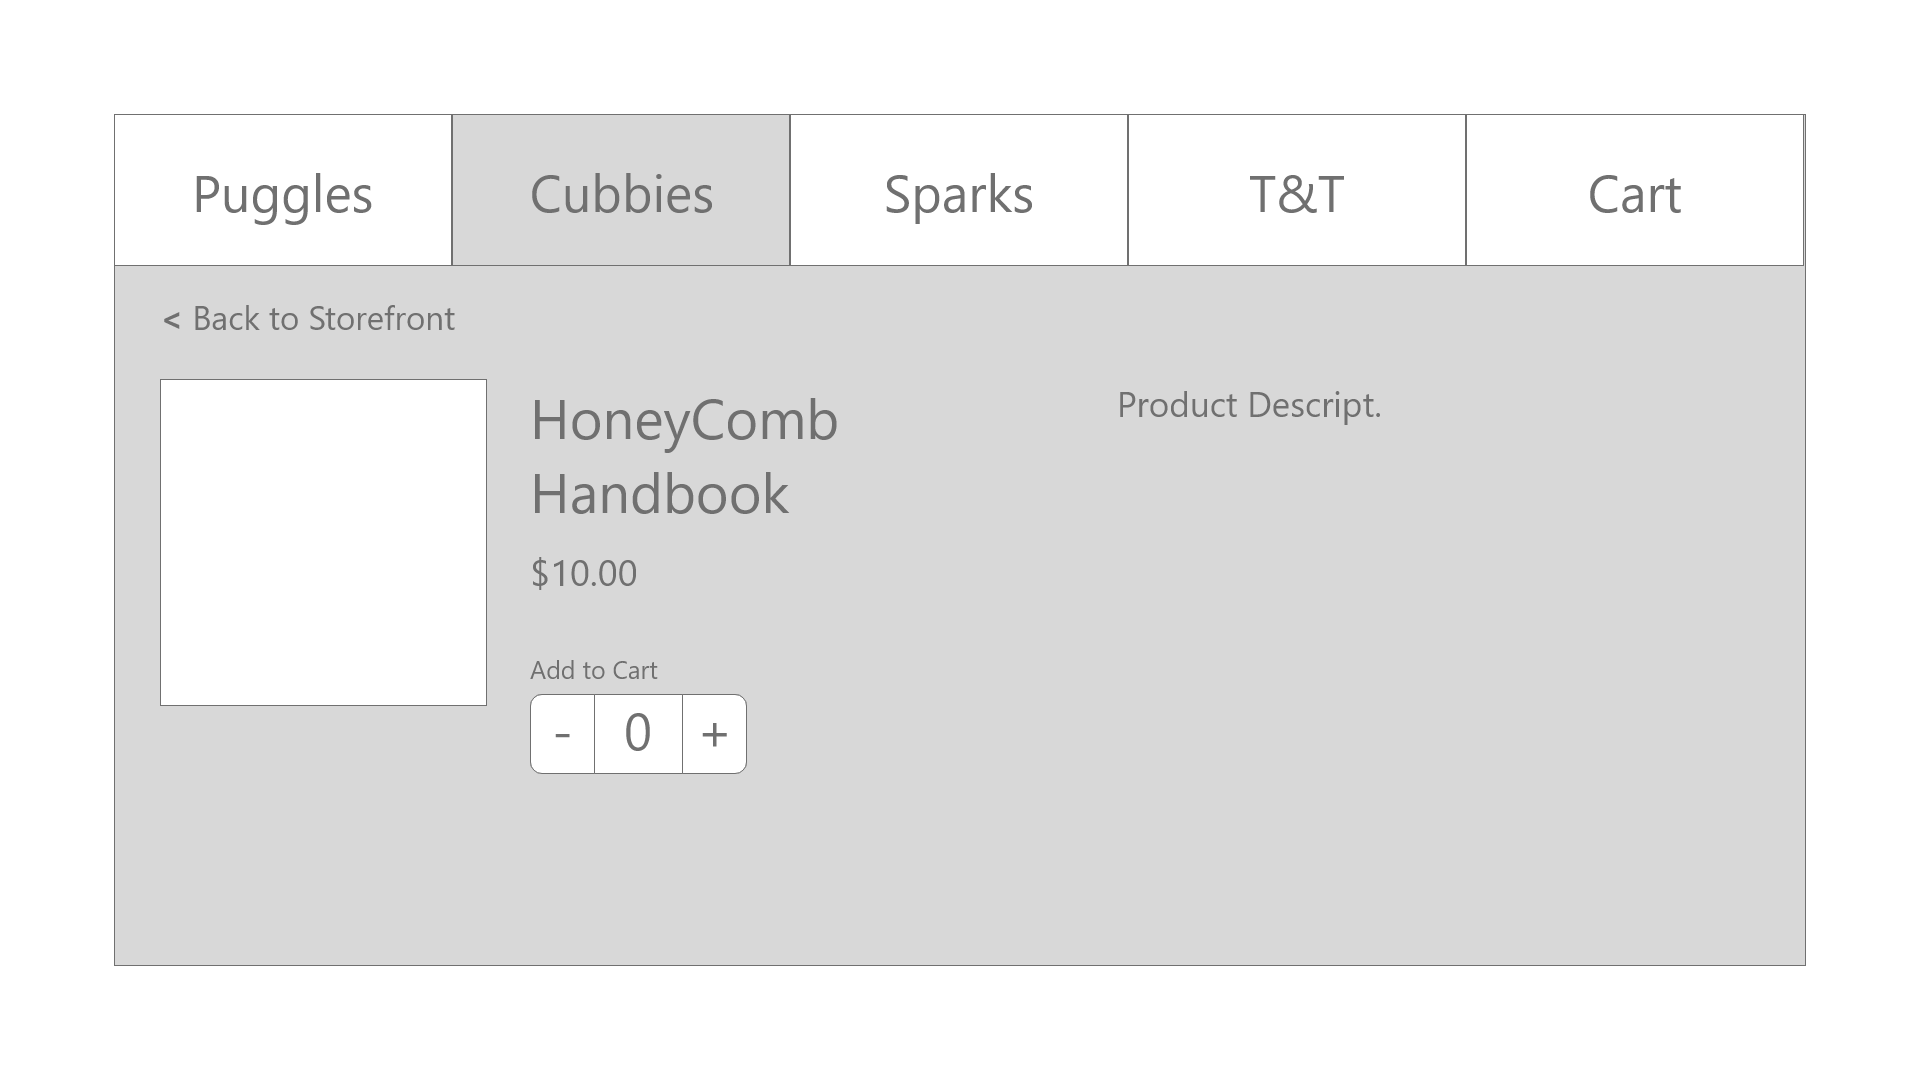 Puggles
Cubbies
Sparks
T&T
Cart
< Back to Storefront
HoneyComb
Handbook
$10.00
Product Descript.
Add to Cart
- 0 +